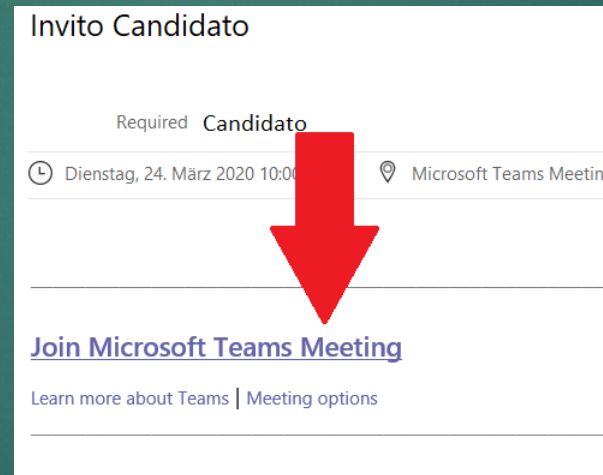 Invito Candidato
Required Candidato
Dienstag, 24. März 2020 10:00 Microsoft Teams
Join Microsoft Teams Meeting
Learn more about Teams | Meeting options